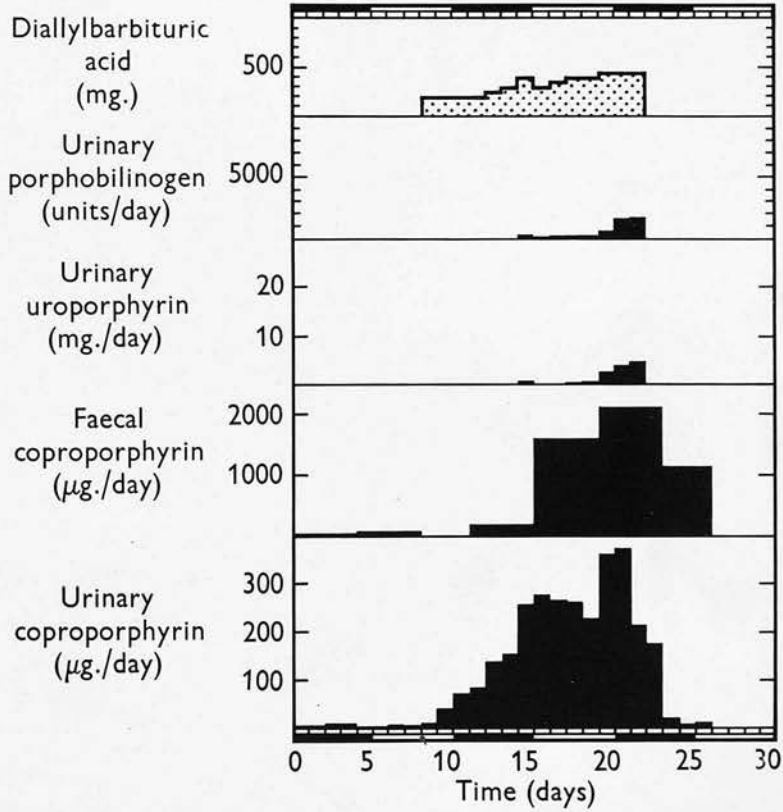 Diallylbarbituric
acid
(mg.)
500
Urinary
porphobilinogen
(units/day)
5000
Urinary
uroporphyrin
(mg./day)
20
10
Faecal
coproporphyrin
(μg./day)
2000
1000
Urinary
coproporphyrin
(μg./day)
300
200
100
0 5 10 15 20 25 30
Time (days)